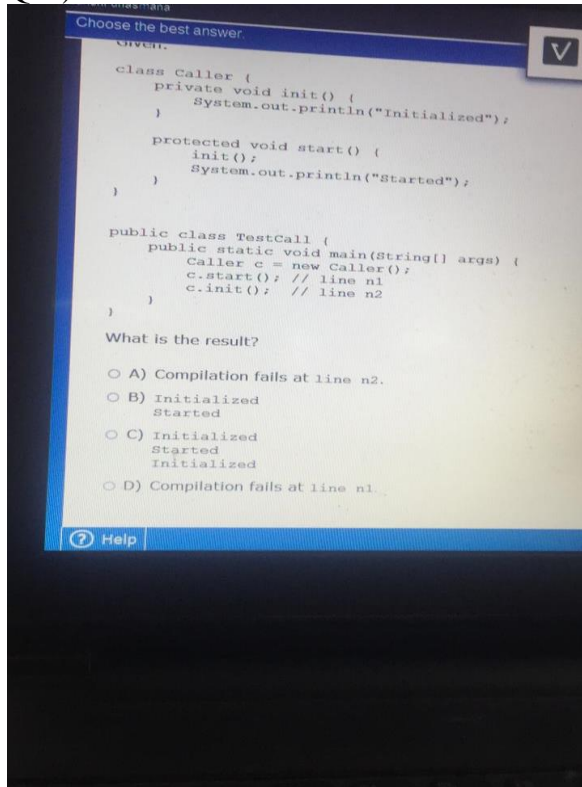 Choose the best answer.
Given:
class Caller {
private void init() {
System.out.println("Initialized");
}
protected void start() {
init();
System.out.println("Started");
}
}
public class TestCall {
public static void main(String[] args) {
Caller c = new Caller();
c.start(); // line n1
c.init(); // line n2
}
}
What is the result?
A) Compilation fails at line n2.
B) Initialized
Started
C) Initialized
Started
Initialized
D) Compilation fails at line n1.
? Help